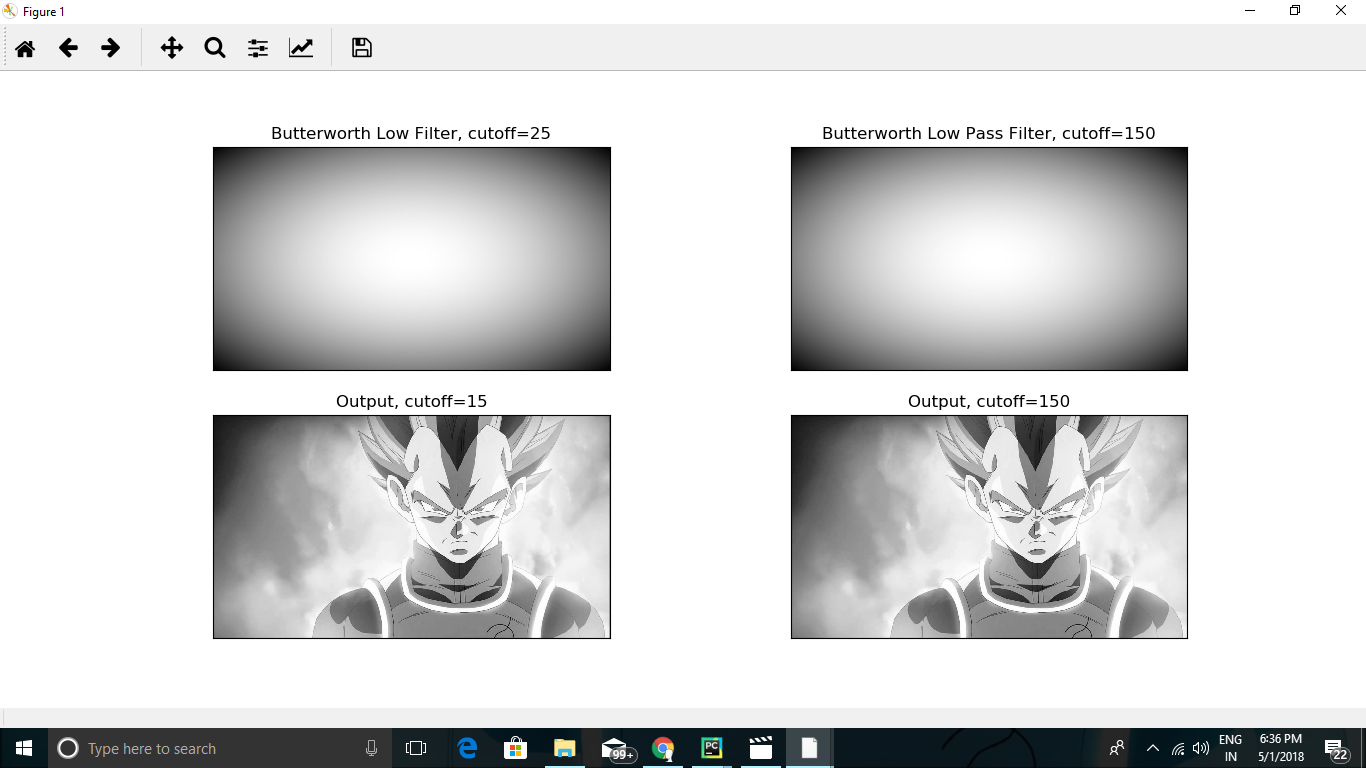 Figure 1
Butterworth Low Filter, cutoff=25
Butterworth Low Pass Filter, cutoff=150
Output, cutoff=15
Output, cutoff=150
Type here to search
99+
PC
ENG
IN
6:36 PM
5/1/2018
22